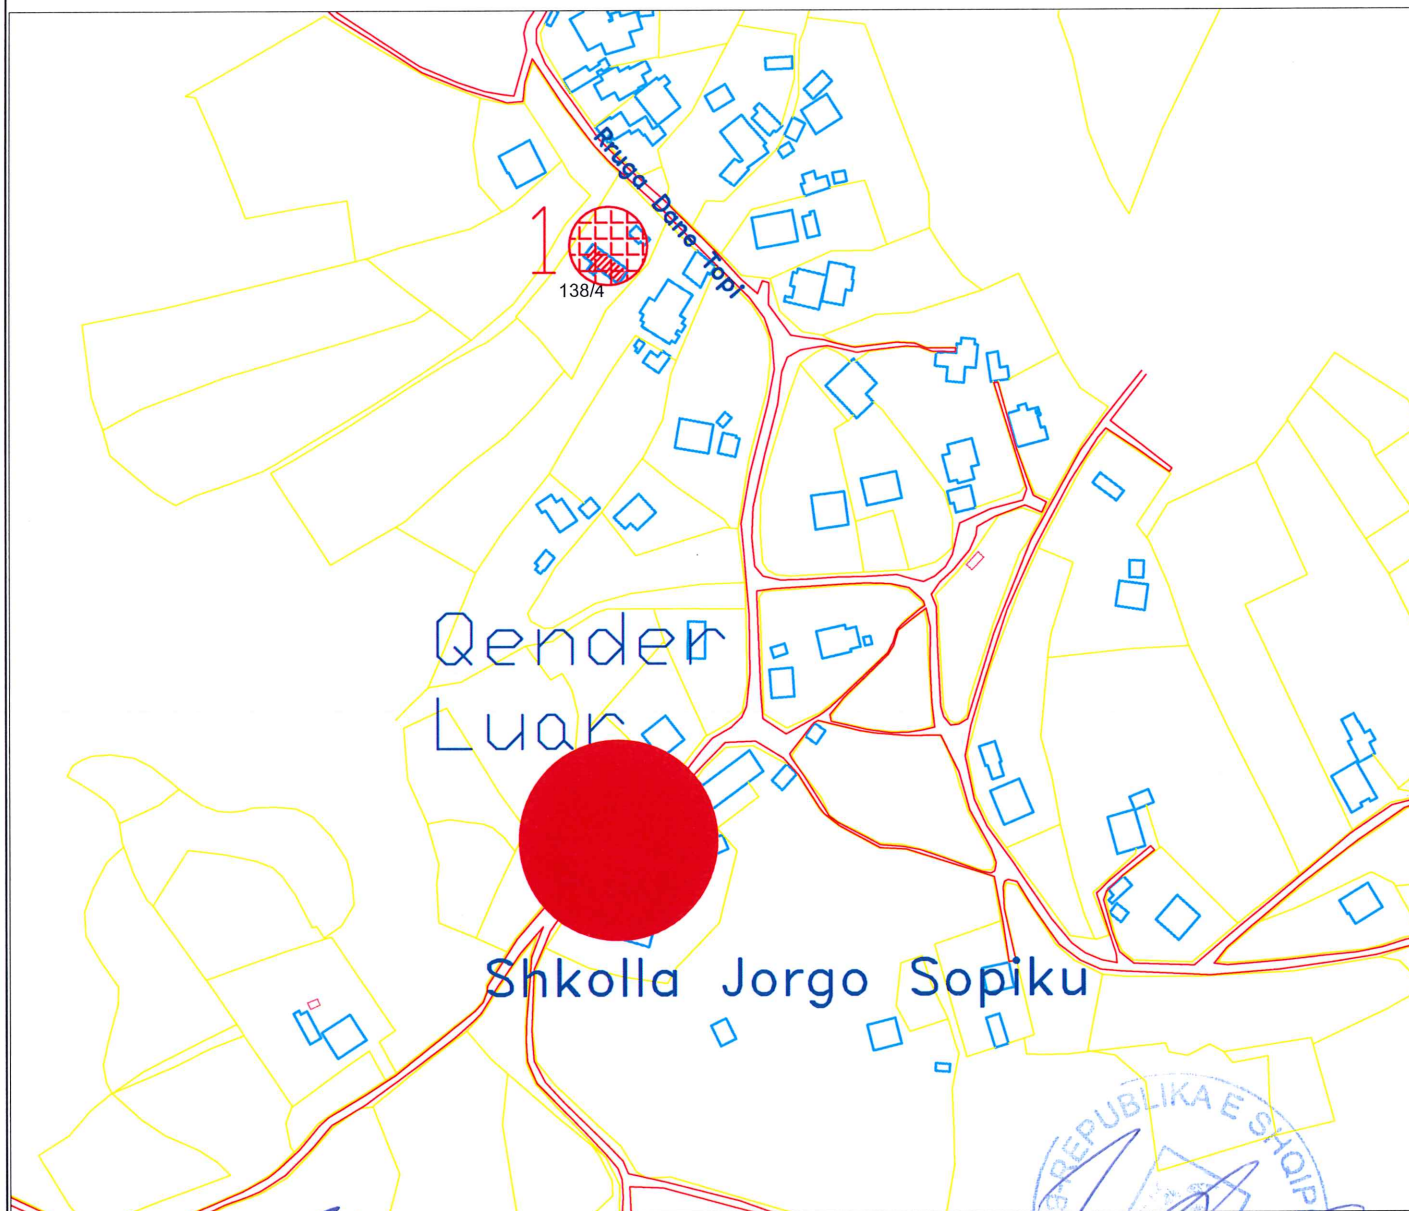 Rruga Dane Topi
1
138/4
Qender
Luar
Shkolla Jorgo Sopiku
REPUBLIKA E SHQIP